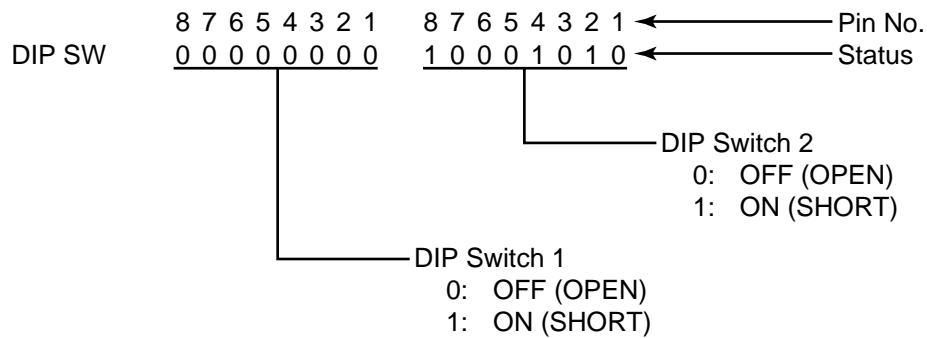 8 7 6 5 4 3 2 1 8 7 6 5 4 3 2 1 Pin No.
DIP SW 0 0 0 0 0 0 0 0 1 0 0 0 1 0 1 0 Status
DIP Switch 2
0: OFF (OPEN)
1: ON (SHORT)
DIP Switch 1
0: OFF (OPEN)
1: ON (SHORT)